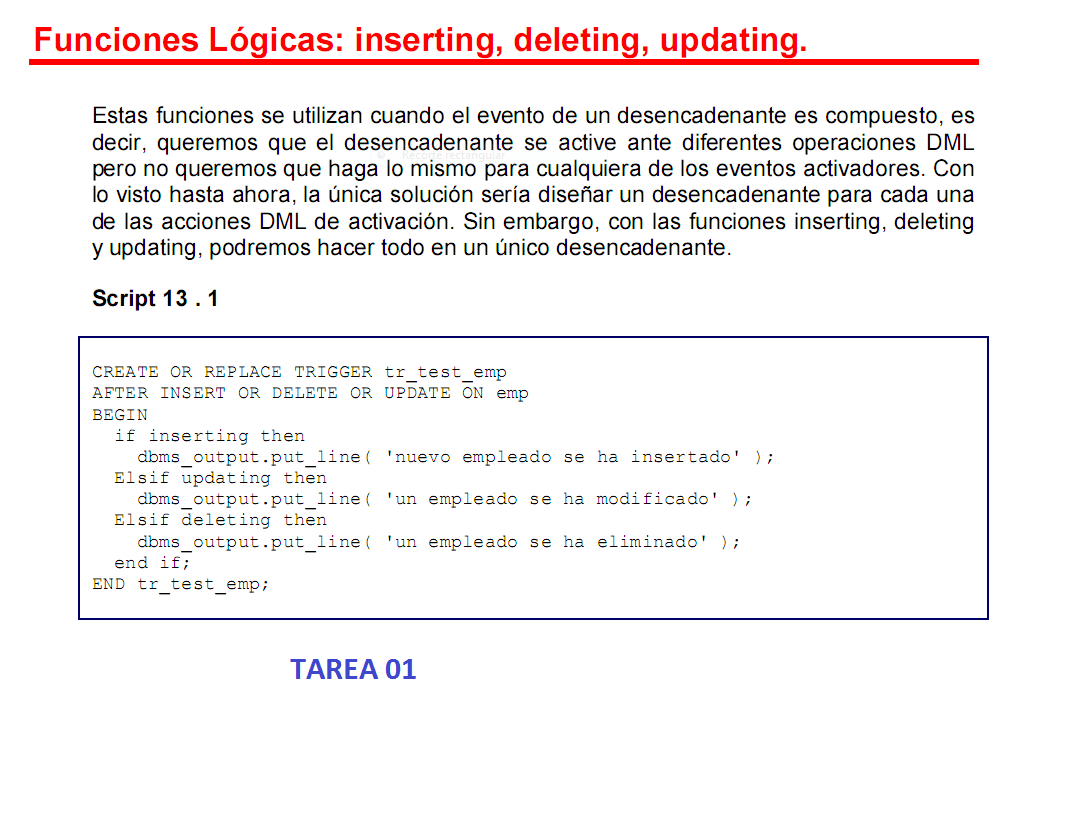 Funciones Lógicas: inserting, deleting, updating.
Estas funciones se utilizan cuando el evento de un desencadenante es compuesto, es
decir, queremos que el desencadenante se active ante diferentes operaciones DML
pero no queremos que haga lo mismo para cualquiera de los eventos activadores. Con
lo visto hasta ahora, la única solución sería diseñar un desencadenante para cada una
de las acciones DML de activación. Sin embargo, con las funciones inserting, deleting
y updating, podremos hacer todo en un único desencadenante.
Script 13 . 1
CREATE OR REPLACE TRIGGER tr_test_emp
AFTER INSERT OR DELETE OR UPDATE ON emp
BEGIN
if inserting then
dbms_output.put_line( 'nuevo empleado se ha insertado' );
Elsif updating then
dbms_output.put_line( 'un empleado se ha modificado' );
Elsif deleting then
dbms_output.put_line( 'un empleado se ha eliminado' );
end if;
END tr_test_emp;
TAREA 01